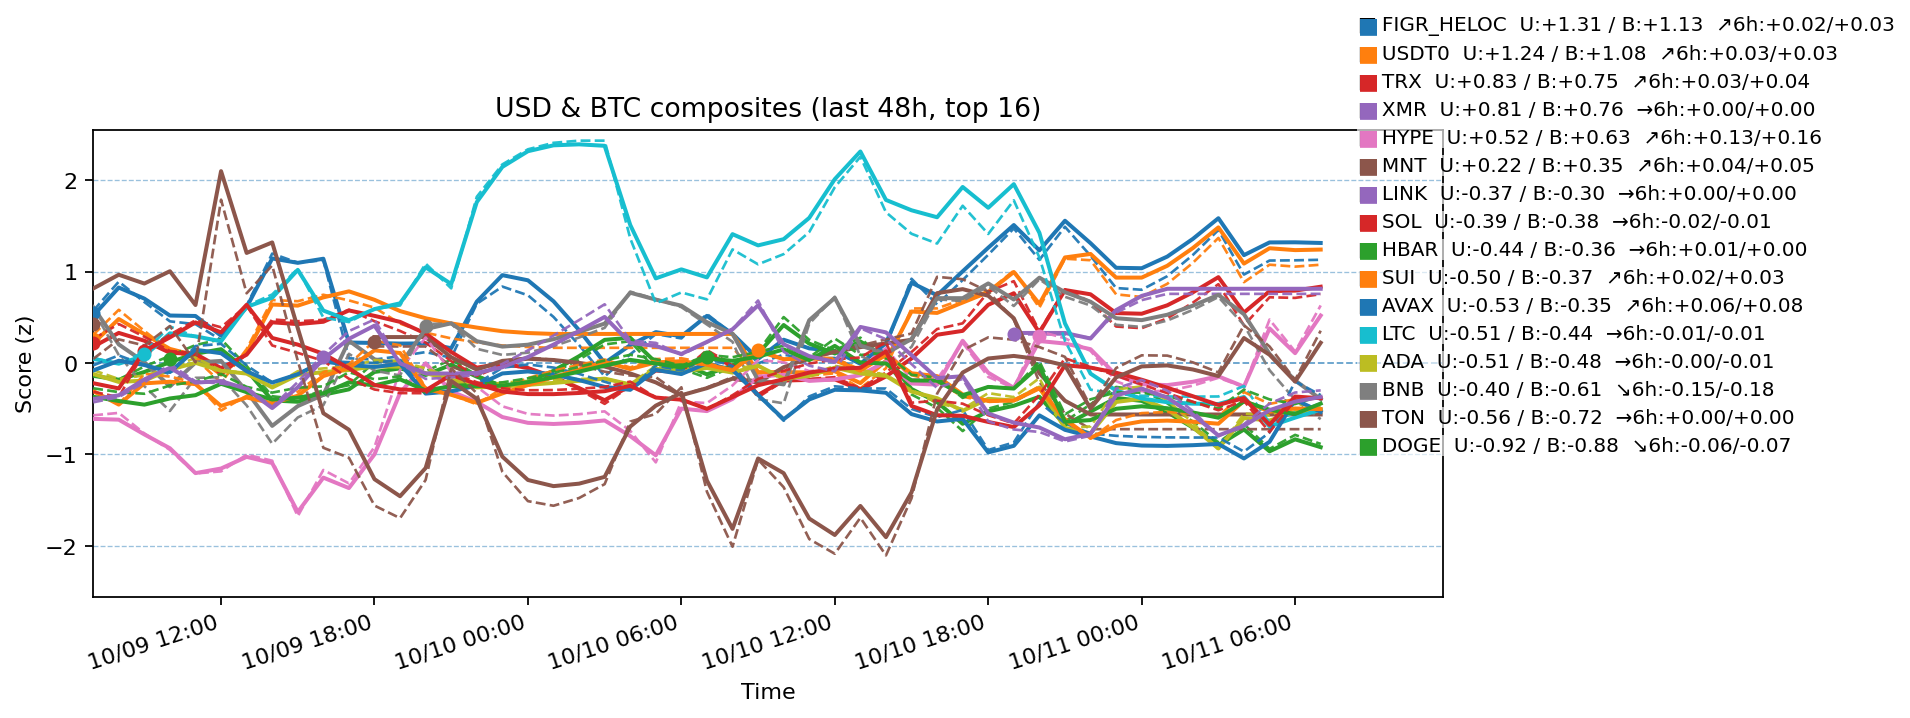 FIGR_HELOC U:+1.31 / B:+1.13 ↗6h:+0.02/+0.03
USDT0 U:+1.24 / B:+1.08 ↗6h:+0.03/+0.03
TRX U:+0.83 / B:+0.75 ↗6h:+0.03/+0.04
XMR U:+0.81 / B:+0.76 →6h:+0.00/+0.00
HYPE U:+0.52 / B:+0.63 ↗6h:+0.13/+0.16
MNT U:+0.22 / B:+0.35 ↗6h:+0.04/+0.05
LINK U:-0.37 / B:-0.30 →6h:+0.00/+0.00
SOL U:-0.39 / B:-0.38 →6h:-0.02/-0.01
HBAR U:-0.44 / B:-0.36 →6h:+0.01/+0.00
SUI U:-0.50 / B:-0.37 ↗6h:+0.02/+0.03
AVAX U:-0.53 / B:-0.35 ↗6h:+0.06/+0.08
LTC U:-0.51 / B:-0.44 →6h:-0.01/-0.01
ADA U:-0.51 / B:-0.48 →6h:-0.00/-0.01
BNB U:-0.40 / B:-0.61 ↘6h:-0.15/-0.18
TON U:-0.56 / B:-0.72 →6h:+0.00/+0.00
DOGE U:-0.92 / B:-0.88 ↘6h:-0.06/-0.07
USD & BTC composites (last 48h, top 16)
Score (z)
2
1
0
−1
−2
10/09 12:00
10/09 18:00
10/10 00:00
10/10 06:00
10/10 12:00
10/10 18:00
10/11 00:00
10/11 06:00
Time